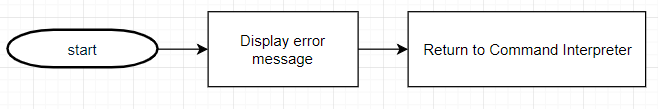 start
Display error
message
Return to Command Interpreter